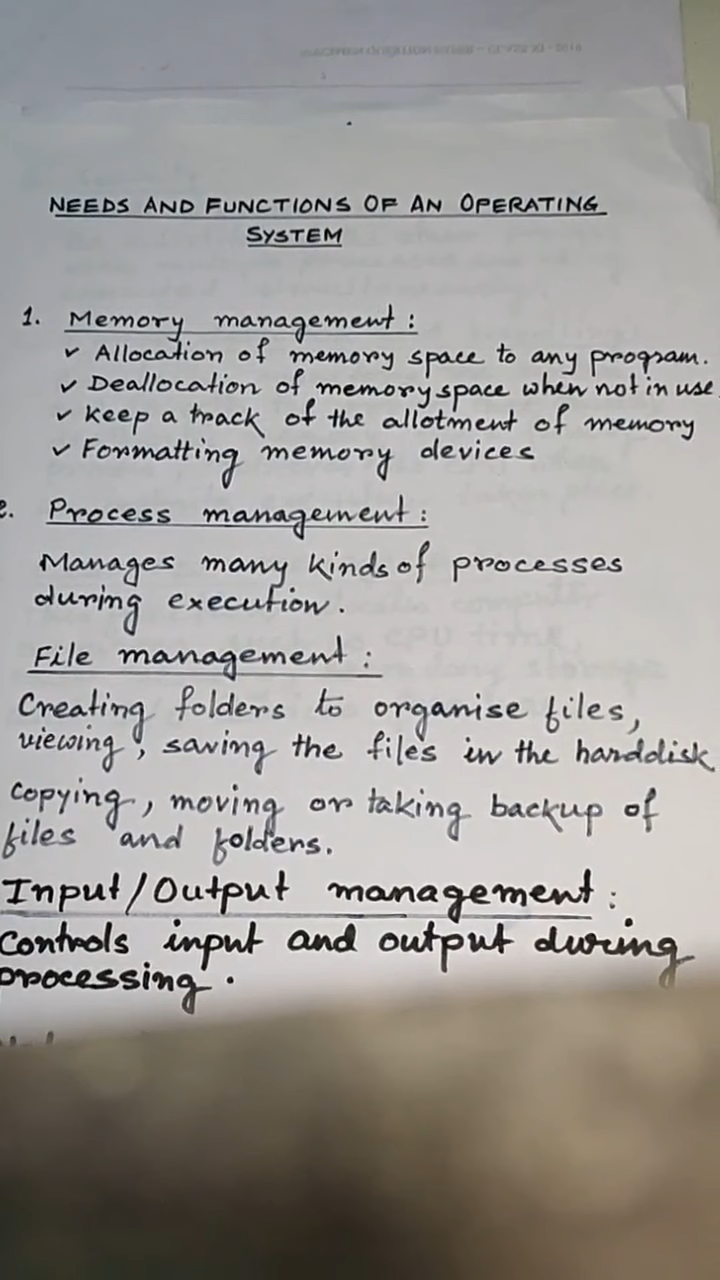 NEEDS AND FUNCTIONS OF AN OPERATING
SYSTEM
1. Memory management :
✓ Allocation of memory space to any program.
✓ Deallocation of memory space when not in use.
✓ Keep a track of the allotment of memory
✓ Formatting memory devices
2. Process management :
Manages many kinds of processes
during execution.
File management :
Creating folders to organise files,
viewing, saving the files in the harddisk
copying, moving or taking backup of
files and folders.
Input/Output management :
Controls input and output during
processing.